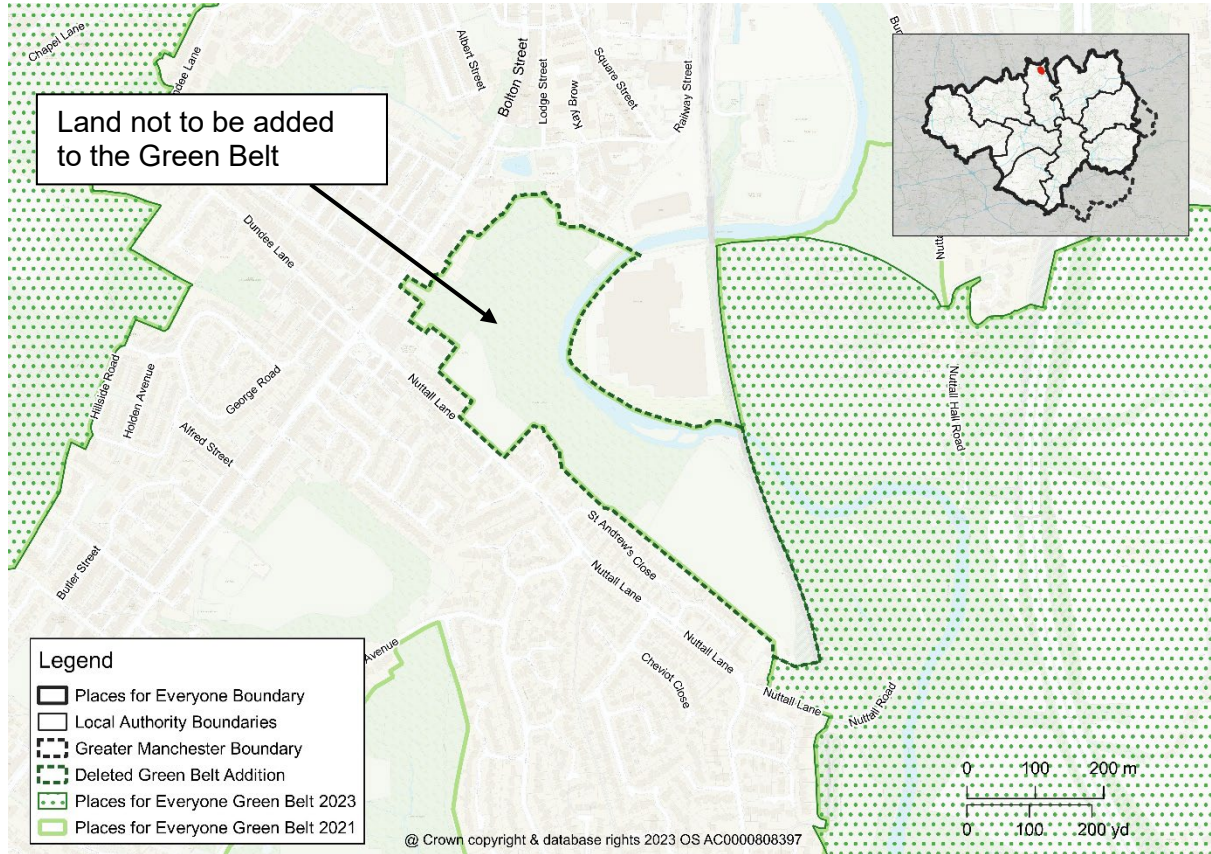 Chapel Lane
Albert Street
Bolton Street
Lodge Street
Kay Brow
Square Street
Railway Street
Land not to be added
to the Green Belt
Dundee Lane
Nuttall Lane
Hillside Road
Holden Avenue
George Road
Alfred Street
Butler Street
Nuttall Hall Road
St Andrew's Close
Nuttall Lane
Nuttall Lane
Cheviot Close
Nuttall Lane
Nuttall Road
Avenue
Legend
Places for Everyone Boundary
Local Authority Boundaries
Greater Manchester Boundary
Deleted Green Belt Addition
Places for Everyone Green Belt 2023
Places for Everyone Green Belt 2021
0 100 200 m
0 100 200 yd
@ Crown copyright & database rights 2023 OS AC0000808397